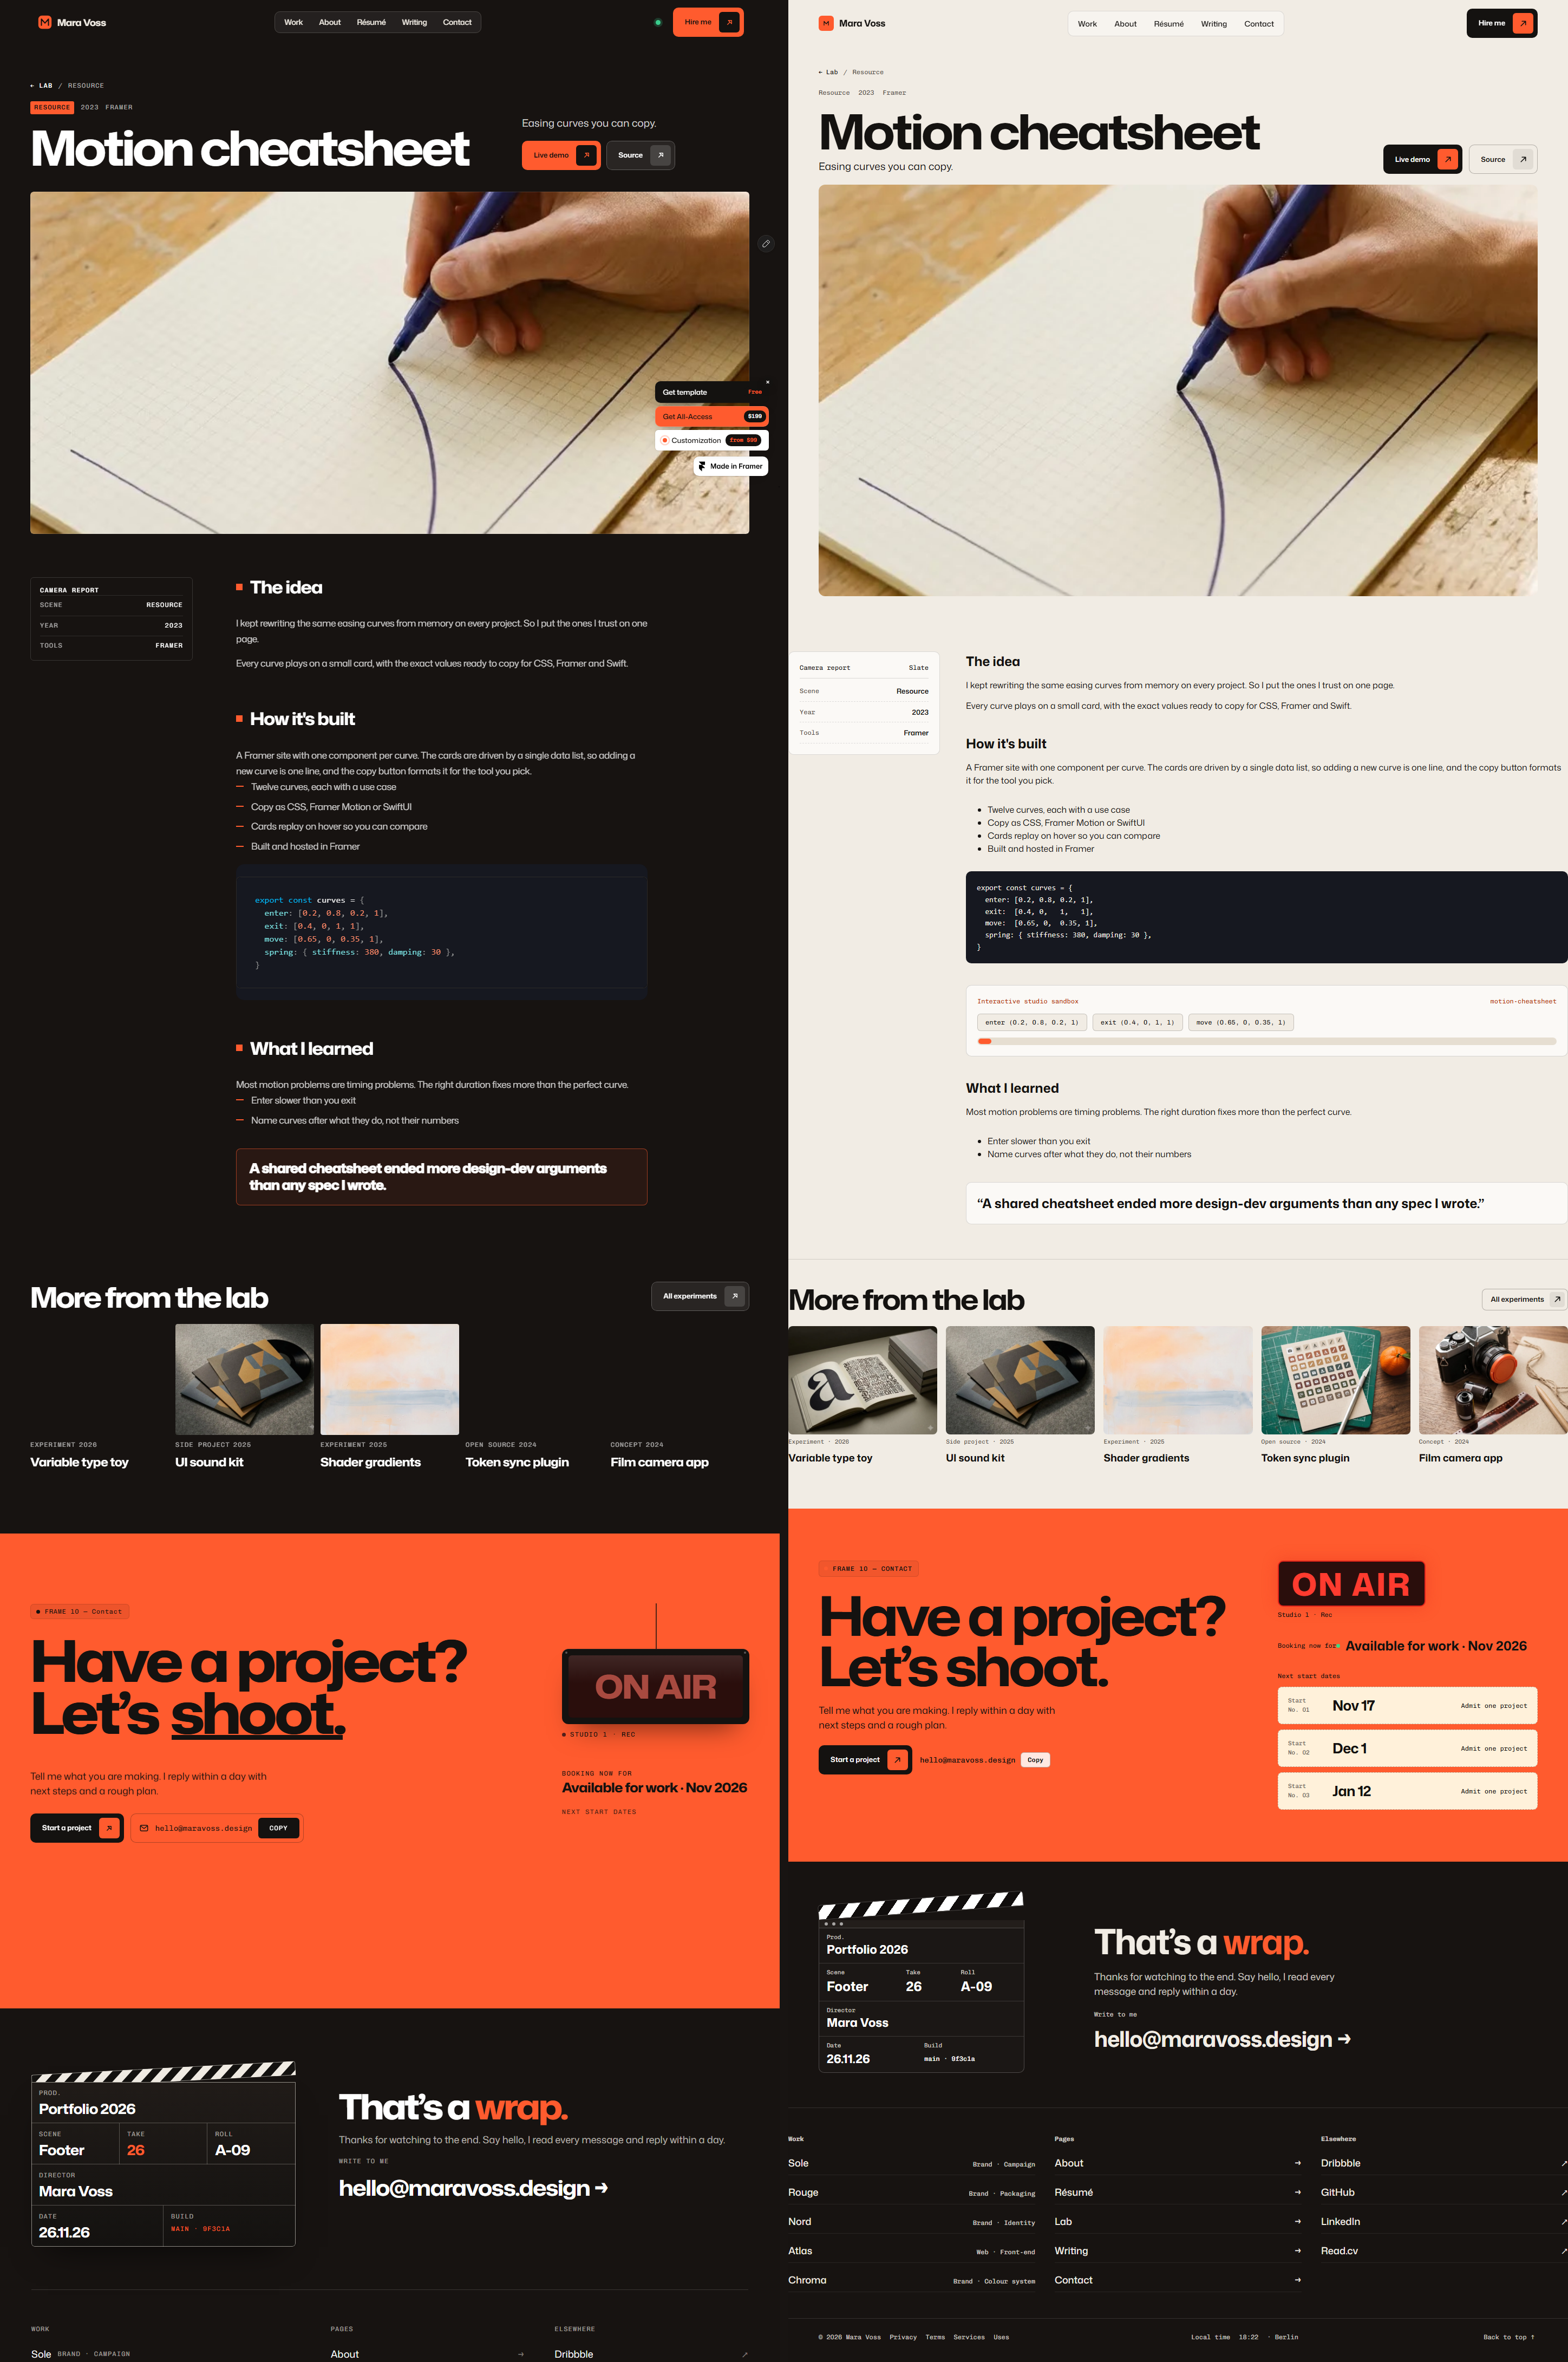 Mara Voss
Work About Résumé Writing Contact
Hire me
← LAB / RESOURCE
RESOURCE 2023 FRAMER
Motion cheatsheet
Easing curves you can copy.
Live demo
Source
Get template Free
Get All-Access $199
Customization from $99
Made in Framer
CAMERA REPORT
SCENE RESOURCE
YEAR 2023
TOOLS FRAMER
The idea
I kept rewriting the same easing curves from memory on every project. So I put the ones I trust on one
page.
Every curve plays on a small card, with the exact values ready to copy for CSS, Framer and Swift.
How it's built
A Framer site with one component per curve. The cards are driven by a single data list, so adding a
new curve is one line, and the copy button formats it for the tool you pick.
Twelve curves, each with a use case
Copy as CSS, Framer Motion or SwiftUI
Cards replay on hover so you can compare
Built and hosted in Framer
export const curves = {
enter: [0.2, 0.8, 0.2, 1],
exit: [0.4, 0, 1, 1],
move: [0.65, 0, 0.35, 1],
spring: { stiffness: 380, damping: 30 },
}
What I learned
Most motion problems are timing problems. The right duration fixes more than the perfect curve.
Enter slower than you exit
Name curves after what they do, not their numbers
A shared cheatsheet ended more design-dev arguments
than any spec I wrote.
More from the lab
All experiments
EXPERIMENT 2026
Variable type toy
SIDE PROJECT 2025
UI sound kit
EXPERIMENT 2025
Shader gradients
OPEN SOURCE 2024
Token sync plugin
CONCEPT 2024
Film camera app
FRAME 10 — Contact
Have a project?
Let's shoot.
Tell me what you are making. I reply within a day with
next steps and a rough plan.
Start a project
hello@maravoss.design COPY
ON AIR
STUDIO 1 · REC
BOOKING NOW FOR
Available for work · Nov 2026
NEXT START DATES
PROD.
Portfolio 2026
SCENE TAKE ROLL
Footer 26 A-09
DIRECTOR
Mara Voss
DATE BUILD
26.11.26 MAIN · 9F3C1A
That's a wrap.
Thanks for watching to the end. Say hello, I read every message and reply within a day.
WRITE TO ME
hello@maravoss.design →
WORK PAGES ELSEWHERE
Sole BRAND · CAMPAIGN
About →
Dribbble ↗
Mara Voss
Work About Résumé Writing Contact
Hire me
← Lab / Resource
Resource 2023 Framer
Motion cheatsheet
Easing curves you can copy.
Live demo
Source
Camera report Slate
Scene Resource
Year 2023
Tools Framer
The idea
I kept rewriting the same easing curves from memory on every project. So I put the ones I trust on one page.
Every curve plays on a small card, with the exact values ready to copy for CSS, Framer and Swift.
How it's built
A Framer site with one component per curve. The cards are driven by a single data list, so adding a new curve is one line, and the copy button formats
it for the tool you pick.
Twelve curves, each with a use case
Copy as CSS, Framer Motion or SwiftUI
Cards replay on hover so you can compare
Built and hosted in Framer
export const curves = {
enter: [0.2, 0.8, 0.2, 1],
exit: [0.4, 0, 1, 1],
move: [0.65, 0, 0.35, 1],
spring: { stiffness: 380, damping: 30 },
}
Interactive studio sandbox motion-cheatsheet
enter (0.2, 0.8, 0.2, 1) exit (0.4, 0, 1, 1) move (0.65, 0, 0.35, 1)
What I learned
Most motion problems are timing problems. The right duration fixes more than the perfect curve.
Enter slower than you exit
Name curves after what they do, not their numbers
“A shared cheatsheet ended more design-dev arguments than any spec I wrote.”
More from the lab
All experiments
a
Experiment · 2026
Variable type toy
Side project · 2025
UI sound kit
Experiment · 2025
Shader gradients
Open source · 2024
Token sync plugin
Concept · 2024
Film camera app
FRAME 10 — CONTACT
Have a project?
Let's shoot.
Tell me what you are making. I reply within a day with
next steps and a rough plan.
Start a project
hello@maravoss.design Copy
ON AIR
Studio 1 · Rec
Booking now for Available for work · Nov 2026
Next start dates
Start No. 01 Nov 17 Admit one project
Start No. 02 Dec 1 Admit one project
Start No. 03 Jan 12 Admit one project
Prod.
Portfolio 2026
Scene Take Roll
Footer 26 A-09
Director
Mara Voss
Date Build
26.11.26 main · 9f3c1a
That's a wrap.
Thanks for watching to the end. Say hello, I read every
message and reply within a day.
Write to me
hello@maravoss.design →
Work
Sole Brand · Campaign
Rouge Brand · Packaging
Nord Brand · Identity
Atlas Web · Front-end
Chroma Brand · Colour system
Pages
About →
Résumé →
Lab →
Writing →
Contact →
Elsewhere
Dribbble ↗
GitHub ↗
LinkedIn ↗
Read.cv ↗
© 2026 Mara Voss Privacy Terms Services Uses
Local time 18:22 · Berlin
Back to top ↑